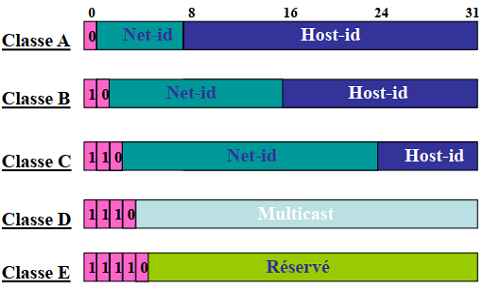 0 8 16 24 31
Classe A 0 Net-id Host-id
Classe B 1 0 Net-id Host-id
Classe C 1 1 0 Net-id Host-id
Classe D 1 1 1 0 Multicast
Classe E 1 1 1 1 0 Réservé